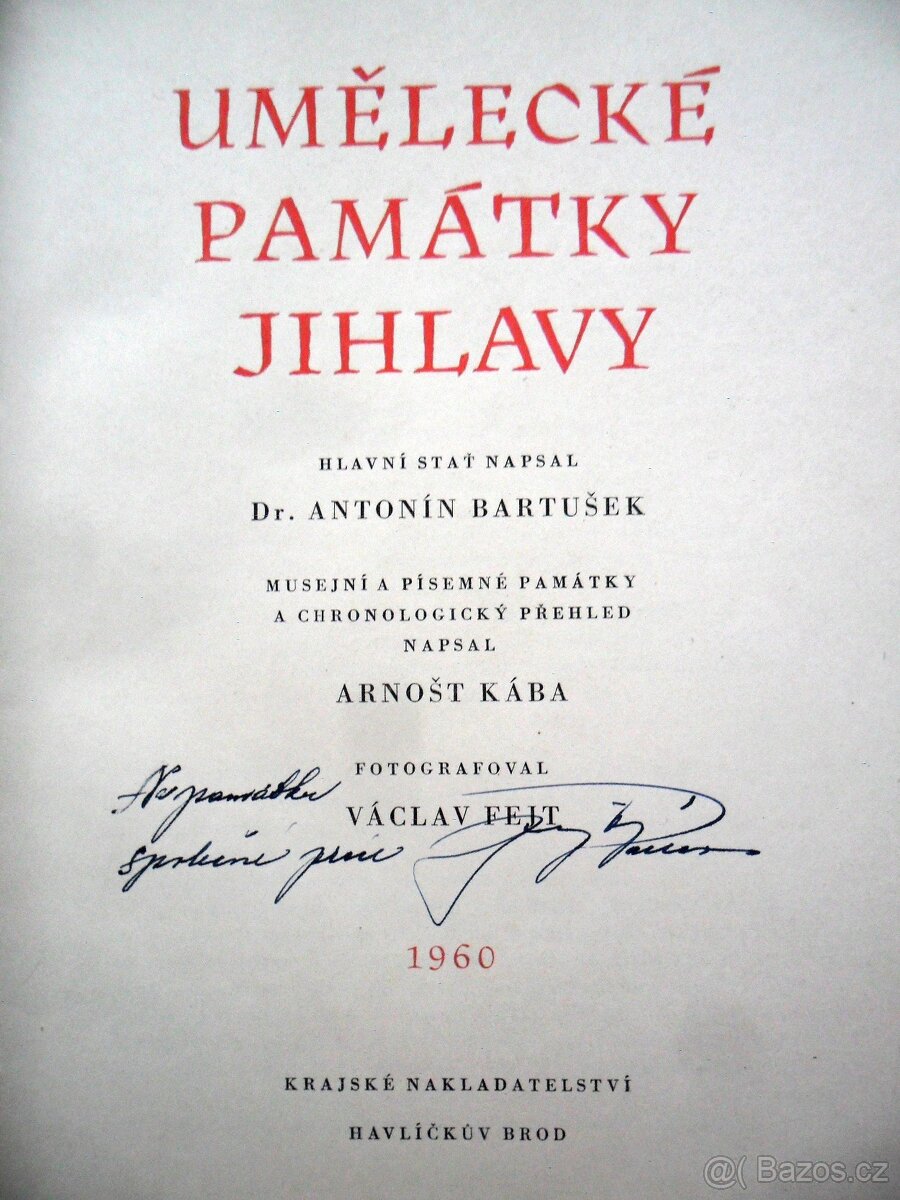 UMĚLECKÉ
PAMÁTKY
JIHLAVY
HLAVNÍ STAŤ NAPSAL
Dr. ANTONÍN BARTUŠEK
MUSEJNÍ A PÍSEMNÉ PAMÁTKY
A CHRONOLOGICKÝ PŘEHLED
NAPSAL
ARNOŠT KÁBA
FOTOGRAFOVAL
Na památku
VÁCLAV FEJT
společné práce
1960
KRAJSKÉ NAKLADATELSTVÍ
HAVLÍČKŮV BROD
@( Bazos.cz